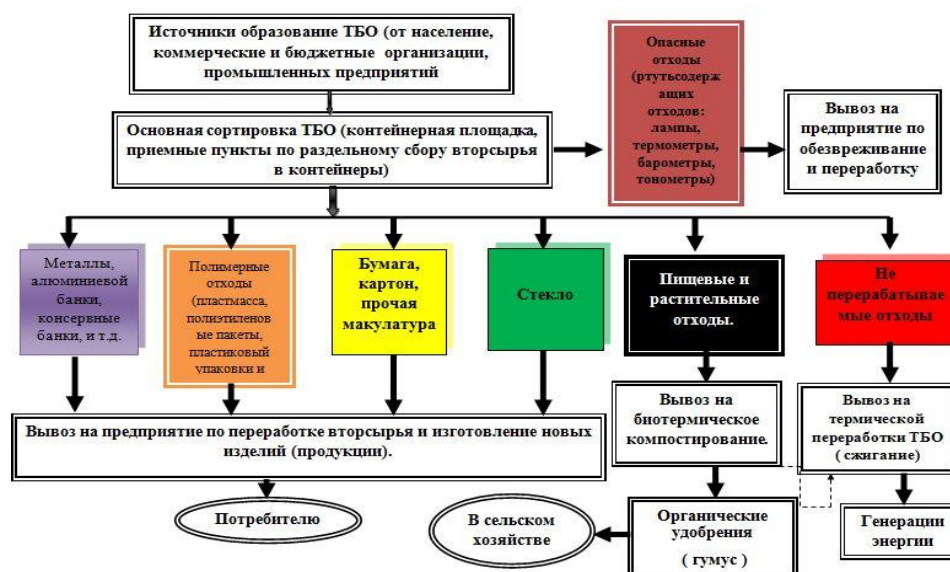 Источники образование ТБО (от население,
коммерческие и бюджетные организации,
промышленных предприятий
Опасные
отходы
(ртутьсодерж
ащих
отходов:
лампы,
термометры,
барометры,
тонометры)
Вывоз на
предприятие по
обезвреживание
и переработку
Основная сортировка ТБО (контейнерная площадка,
приемные пункты по раздельному сбору вторсырья
в контейнеры)
Металлы,
алюминиевой
банки,
консервные
банки, и т.д.
Полимерные
отходы
(пластмасса,
полиэтиленов
ые пакеты,
пластиковый
упаковки и
Бумага,
картон,
прочая
макулатура
Стекло
Пищевые и
растительные
отходы.
Не
перерабатывае
мые отходы
Вывоз на предприятие по переработке вторсырья и изготовление новых
изделий (продукции).
Вывоз на
биотермическое
компостирование.
Вывоз на
термической
переработки ТБО
( сжигание)
Потребителю
В сельском
хозяйстве
Органические
удобрения
( гумус)
Генерации
энергии